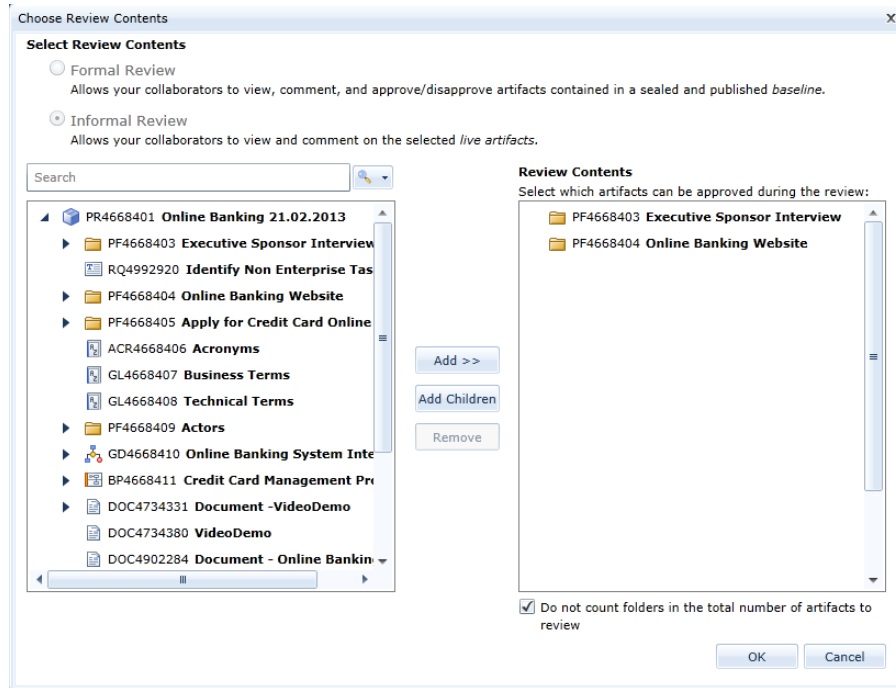 Choose Review Contents
X
Select Review Contents
Formal Review
Allows your collaborators to view, comment, and approve/disapprove artifacts contained in a sealed and published baseline.
Informal Review
Allows your collaborators to view and comment on the selected live artifacts.
Search
PR4668401 Online Banking 21.02.2013
PF4668403 Executive Sponsor Interview
RQ4992920 Identify Non Enterprise Tas
PF4668404 Online Banking Website
PF4668405 Apply for Credit Card Online
ACR4668406 Acronyms
GL4668407 Business Terms
GL4668408 Technical Terms
PF4668409 Actors
GD4668410 Online Banking System Inte
BP4668411 Credit Card Management Pro
DOC4734331 Document -VideoDemo
DOC4734380 VideoDemo
DOC4902284 Document - Online Banking
Add >>
Add Children
Remove
Review Contents
Select which artifacts can be approved during the review:
PF4668403 Executive Sponsor Interview
PF4668404 Online Banking Website
Do not count folders in the total number of artifacts to
review
OK
Cancel